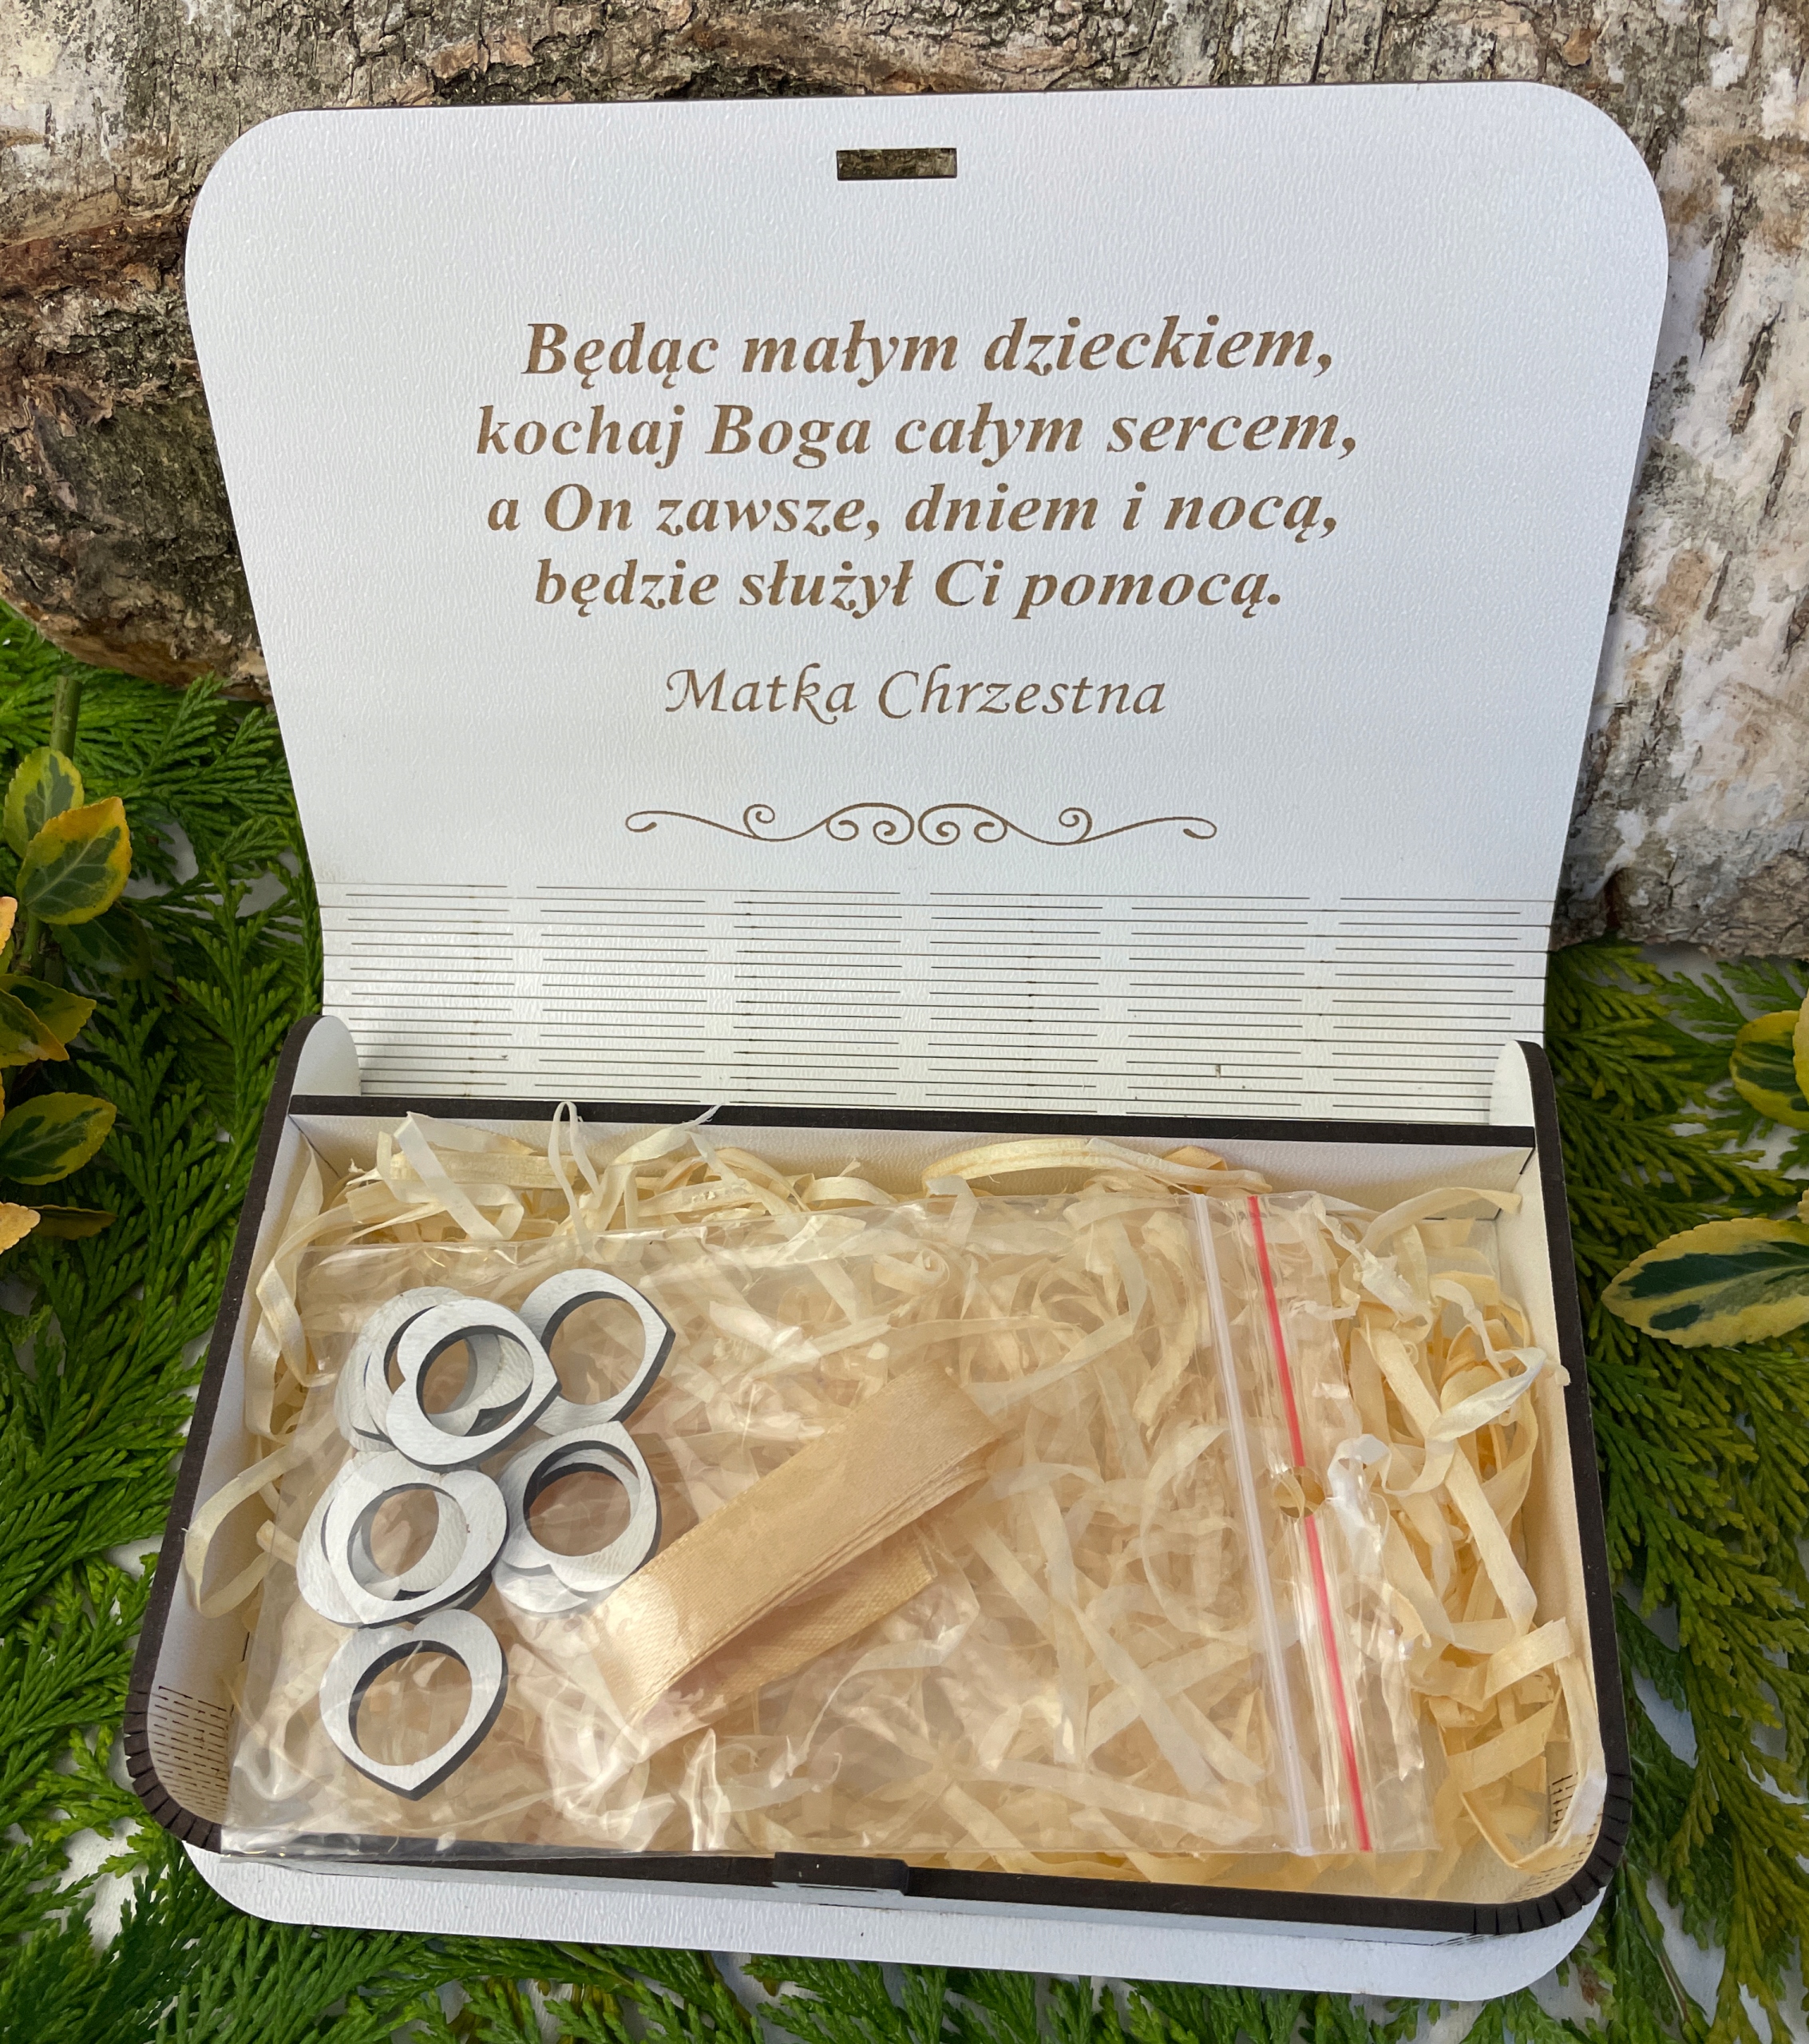 Będąc małym dzieckiem,
kochaj Boga całym sercem,
a On zawsze, dniem i nocą,
będzie służył Ci pomocą.
Matka Chrzestna